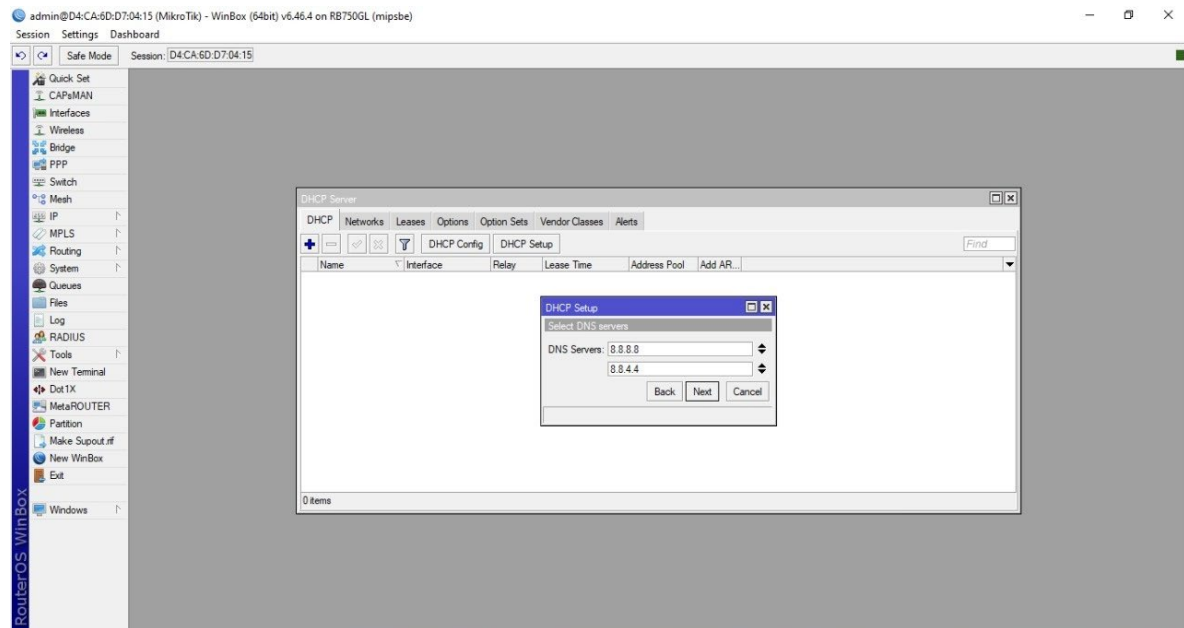 admin@D4:CA:6D:D7:04:15 (MikroTik) - WinBox (64bit) v6.46.4 on RB750GL (mipsbe)
Session Settings Dashboard
Safe Mode Session: D4:CA:6D:D7:04:15
Quick Set
CAPsMAN
Interfaces
Wireless
Bridge
PPP
Switch
Mesh
IP
MPLS
Routing
System
Queues
Files
Log
RADIUS
Tools
New Terminal
Dot1X
MetaROUTER
Partition
Make Supout.rif
New WinBox
Exit
Windows
RouterOS WinBox
DHCP Server
DHCP Networks Leases Options Option Sets Vendor Classes Alerts
DHCP Config DHCP Setup Find
Name Interface Relay Lease Time Address Pool Add AR...
DHCP Setup
Select DNS servers
DNS Servers: 8.8.8.8
8.8.4.4
Back Next Cancel
0 items